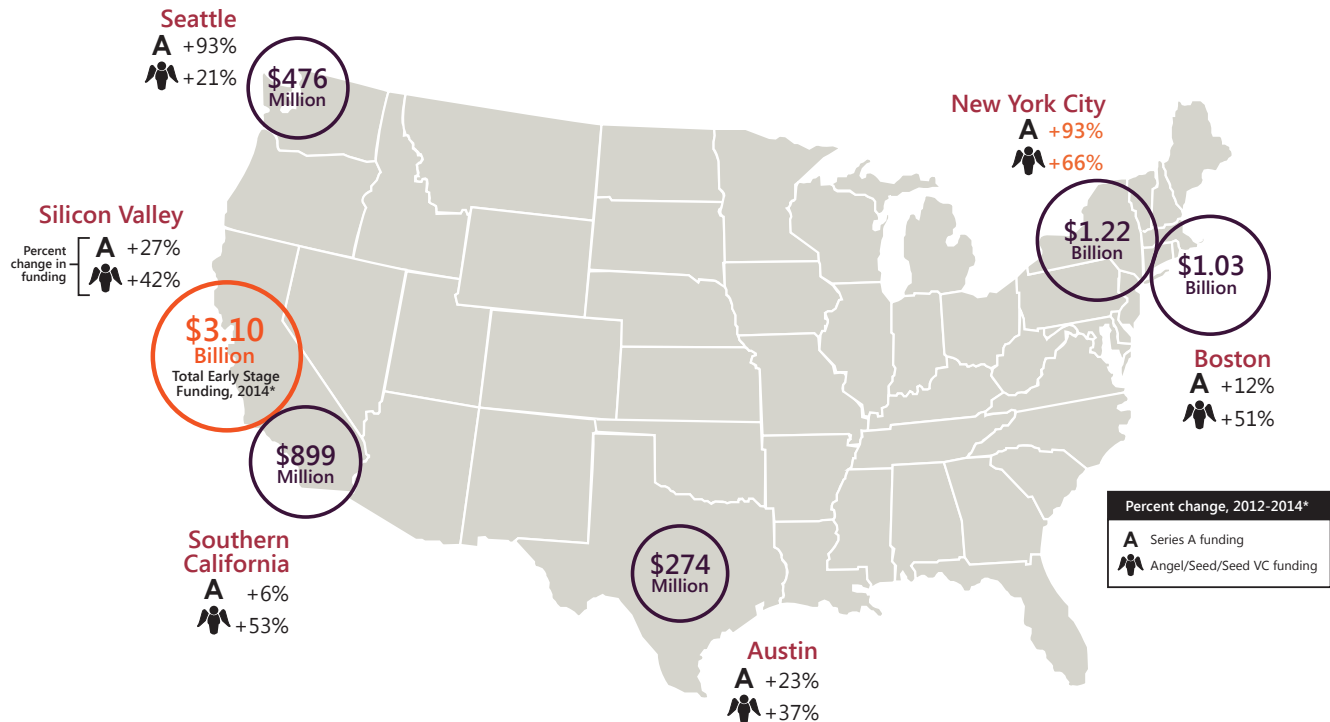 Seattle
A +93%
+21%
$476
Million
New York City
A +93%
+66%
$1.22
Billion
$1.03
Billion
Boston
A +12%
+51%
Silicon Valley
Percent
change in
funding
A +27%
+42%
$3.10
Billion
Total Early Stage
Funding, 2014*
$899
Million
Southern
California
A +6%
+53%
$274
Million
Austin
A +23%
+37%
Percent change, 2012-2014*
A Series A funding
Angel/Seed/Seed VC funding